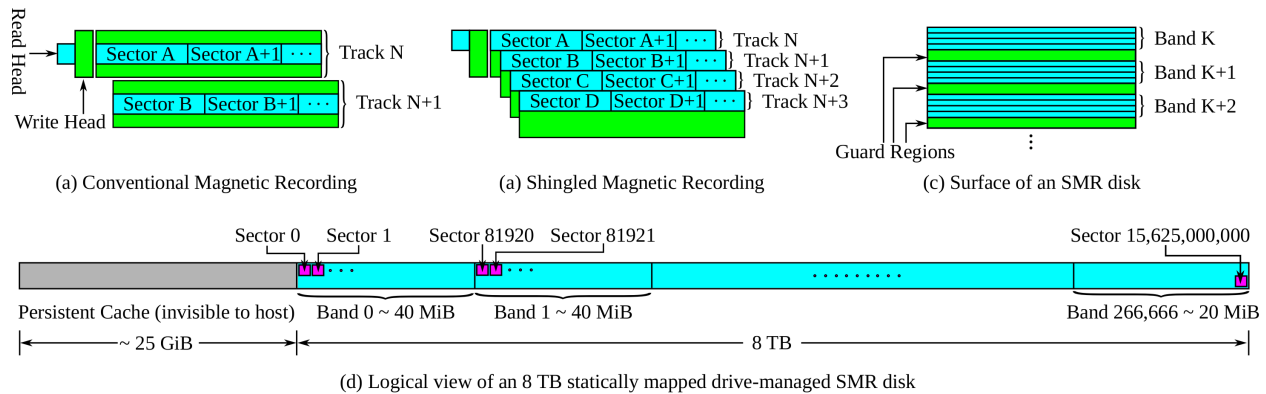 Read Head
Sector A Sector A+1 · · ·
Track N
Sector B Sector B+1 · · ·
Track N+1
Write Head
(a) Conventional Magnetic Recording
Sector A Sector A+1 · · · Track N
Sector B Sector B+1 · · · Track N+1
Sector C Sector C+1 · · · Track N+2
Sector D Sector D+1 · · · Track N+3
(a) Shingled Magnetic Recording
Band K
Band K+1
Band K+2
Guard Regions
(c) Surface of an SMR disk
Sector 0 Sector 1 Sector 81920 Sector 81921 Sector 15,625,000,000
Persistent Cache (invisible to host) Band 0 ~ 40 MiB Band 1 ~ 40 MiB Band 266,666 ~ 20 MiB
~ 25 GiB 8 TB
(d) Logical view of an 8 TB statically mapped drive-managed SMR disk